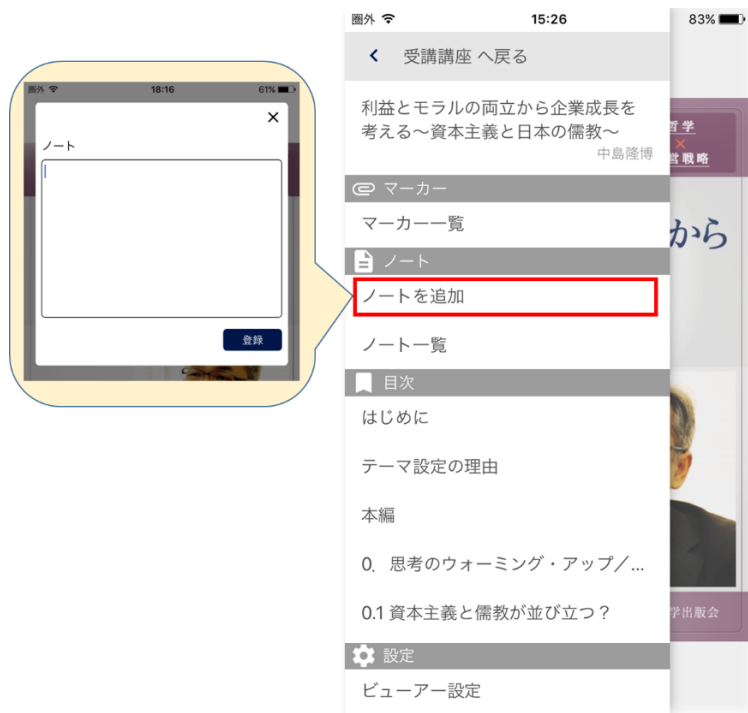 圏外 18:16 61%
ノート
登録
圏外 15:26 83%
受講講座 へ戻る
利益とモラルの両立から企業成長を
考える～資本主義と日本の儒教～
中島隆博
マーカー
マーカー一覧
ノート
ノートを追加
ノート一覧
目次
はじめに
テーマ設定の理由
本編
0．思考のウォーミング・アップ／...
0.1 資本主義と儒教が並び立つ？
設定
ビューアー設定
哲学
×
営戦略
から
学出版会